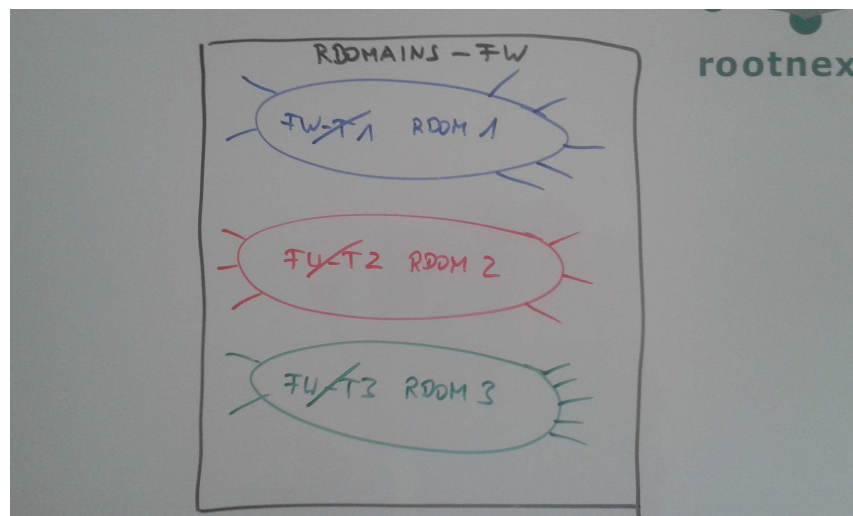 RDOMAINS - FW
rootnex
FW-T1 RDOM 1
FW-T2 RDOM 2
FW-T3 RDOM 3